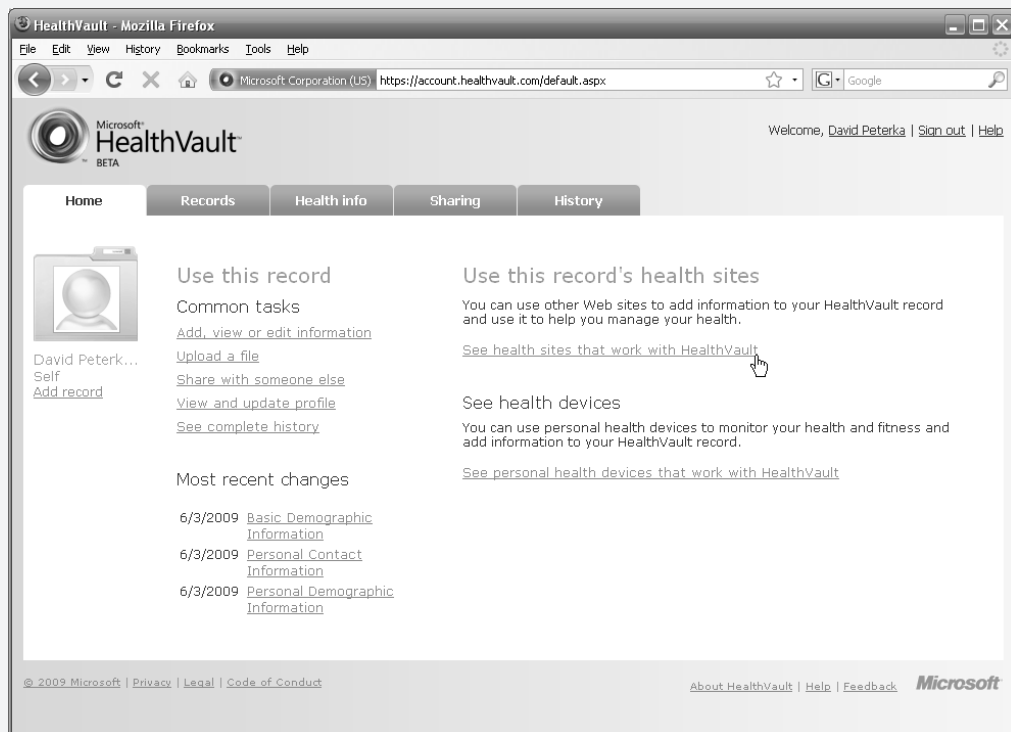 HealthVault - Mozilla Firefox
File Edit View History Bookmarks Tools Help
Microsoft Corporation (US) https://account.healthvault.com/default.aspx
G Google
Microsoft®
HealthVault™
BETA
Welcome, David Peterka | Sign out | Help
Home Records Health info Sharing History
David Peterk...
Self
Add record
Use this record
Common tasks
Add, view or edit information
Upload a file
Share with someone else
View and update profile
See complete history
Most recent changes
6/3/2009 Basic Demographic
Information
6/3/2009 Personal Contact
Information
6/3/2009 Personal Demographic
Information
Use this record's health sites
You can use other Web sites to add information to your HealthVault record
and use it to help you manage your health.
See health sites that work with HealthVault
See health devices
You can use personal health devices to monitor your health and fitness and
add information to your HealthVault record.
See personal health devices that work with HealthVault
© 2009 Microsoft | Privacy | Legal | Code of Conduct
About HealthVault | Help | Feedback Microsoft